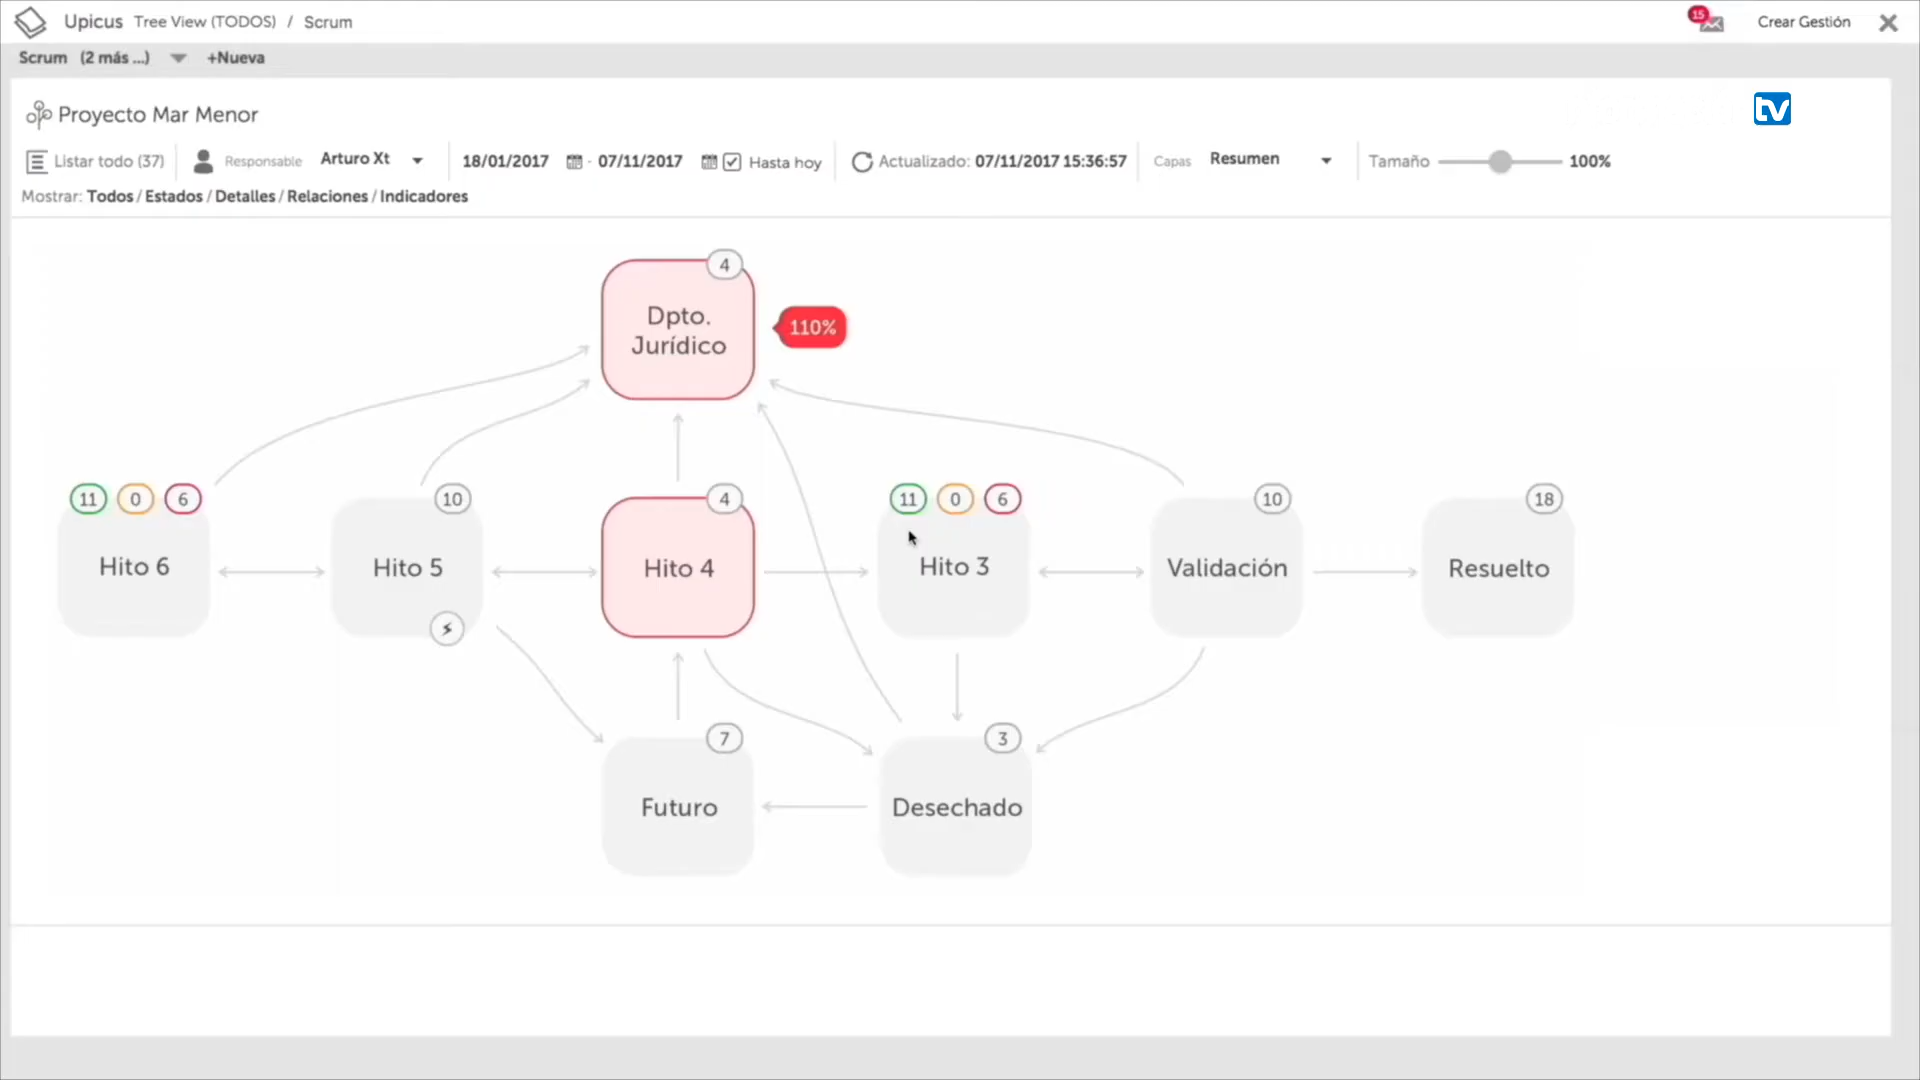 Upicus Tree View (TODOS) / Scrum
15
Crear Gestión
Scrum (2 más ...) +Nueva
Proyecto Mar Menor
tv
Listar todo (37) Responsable Arturo Xt 18/01/2017 - 07/11/2017 Hasta hoy Actualizado: 07/11/2017 15:36:57 Capas Resumen Tamaño 100%
Mostrar: Todos / Estados / Detalles / Relaciones / Indicadores
4
Dpto.
Jurídico
110%
11 0 6
Hito 6
10
Hito 5
4
Hito 4
11 0 6
Hito 3
10
Validación
18
Resuelto
7
Futuro
3
Desechado